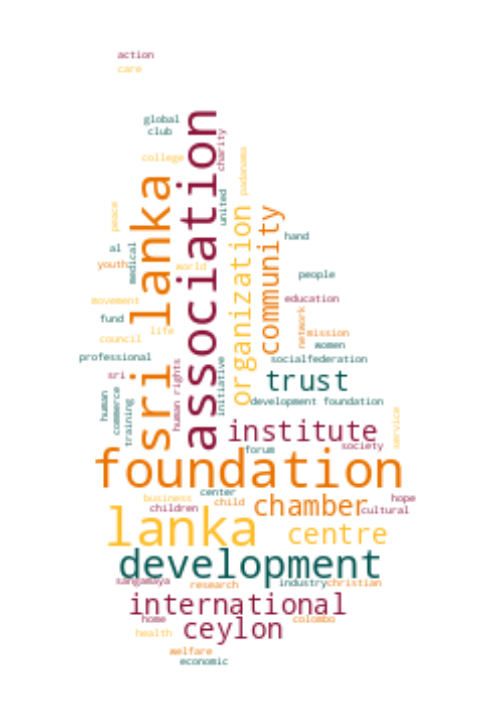 action
care
global
club
association
charity
college
padanama
sri lanka
united
peace
organization
community
hand
al
medical
youth
world
people
movement
education
fund
network
life
mission
council
women
professional
socialfederation
sri
human rights
initiative
trust
human
commerce
training
development foundation
service
institute
forum
society
foundation
center
business
child
chamber
hope
children
cultural
lanka
centre
development
sangamaya
research
industry
christian
international
home
colombo
ceylon
health
welfare
economic